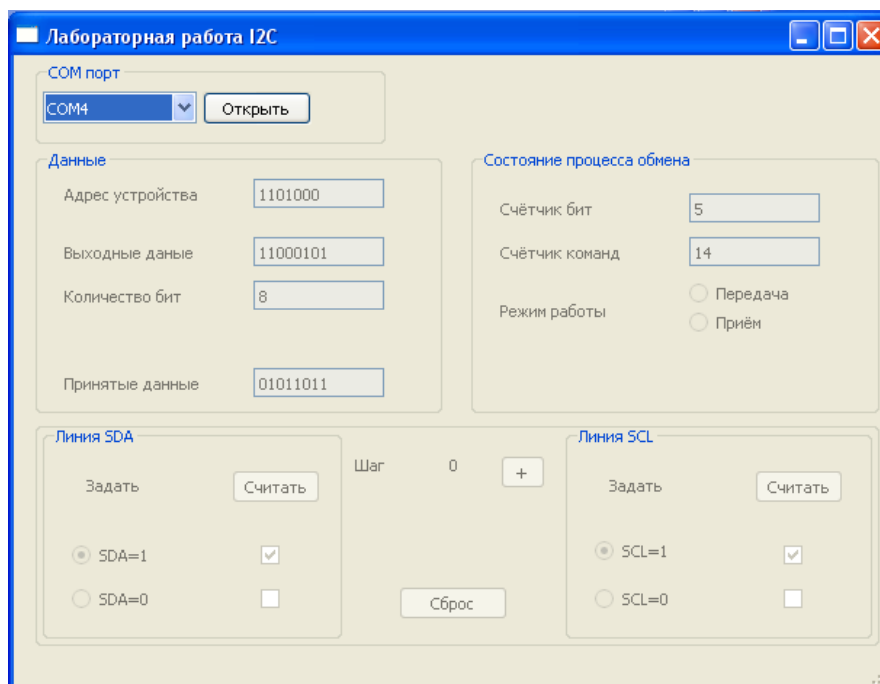 Лабораторная работа I2C
COM порт
COM4
Открыть
Данные
Адрес устройства 1101000
Выходные даные 11000101
Количество бит 8
Принятые данные 01011011
Состояние процесса обмена
Счётчик бит 5
Счётчик команд 14
Режим работы
Передача
Приём
Линия SDA
Задать Считать
SDA=1
SDA=0
Шаг 0 +
Сброс
Линия SCL
Задать Считать
SCL=1
SCL=0